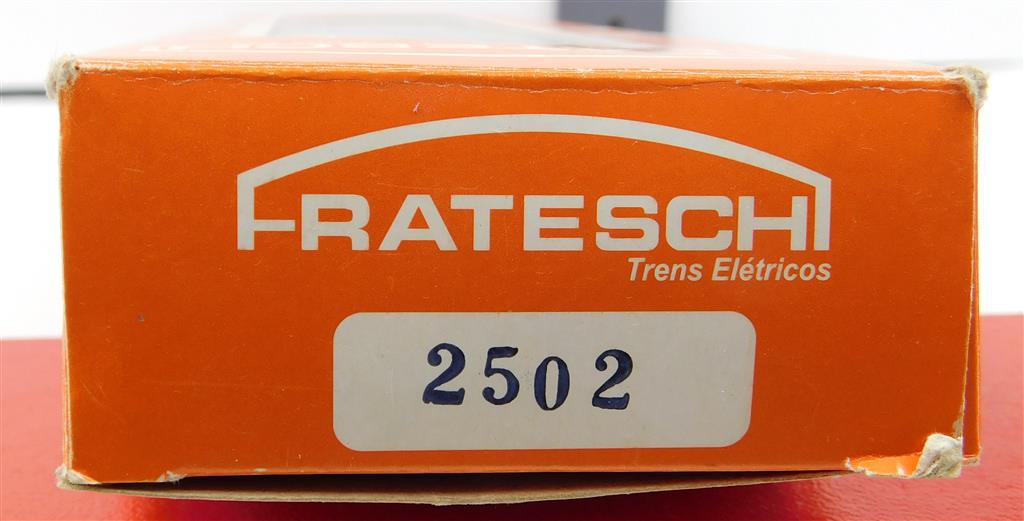 FRATESCHI
Trens Elétricos
2502